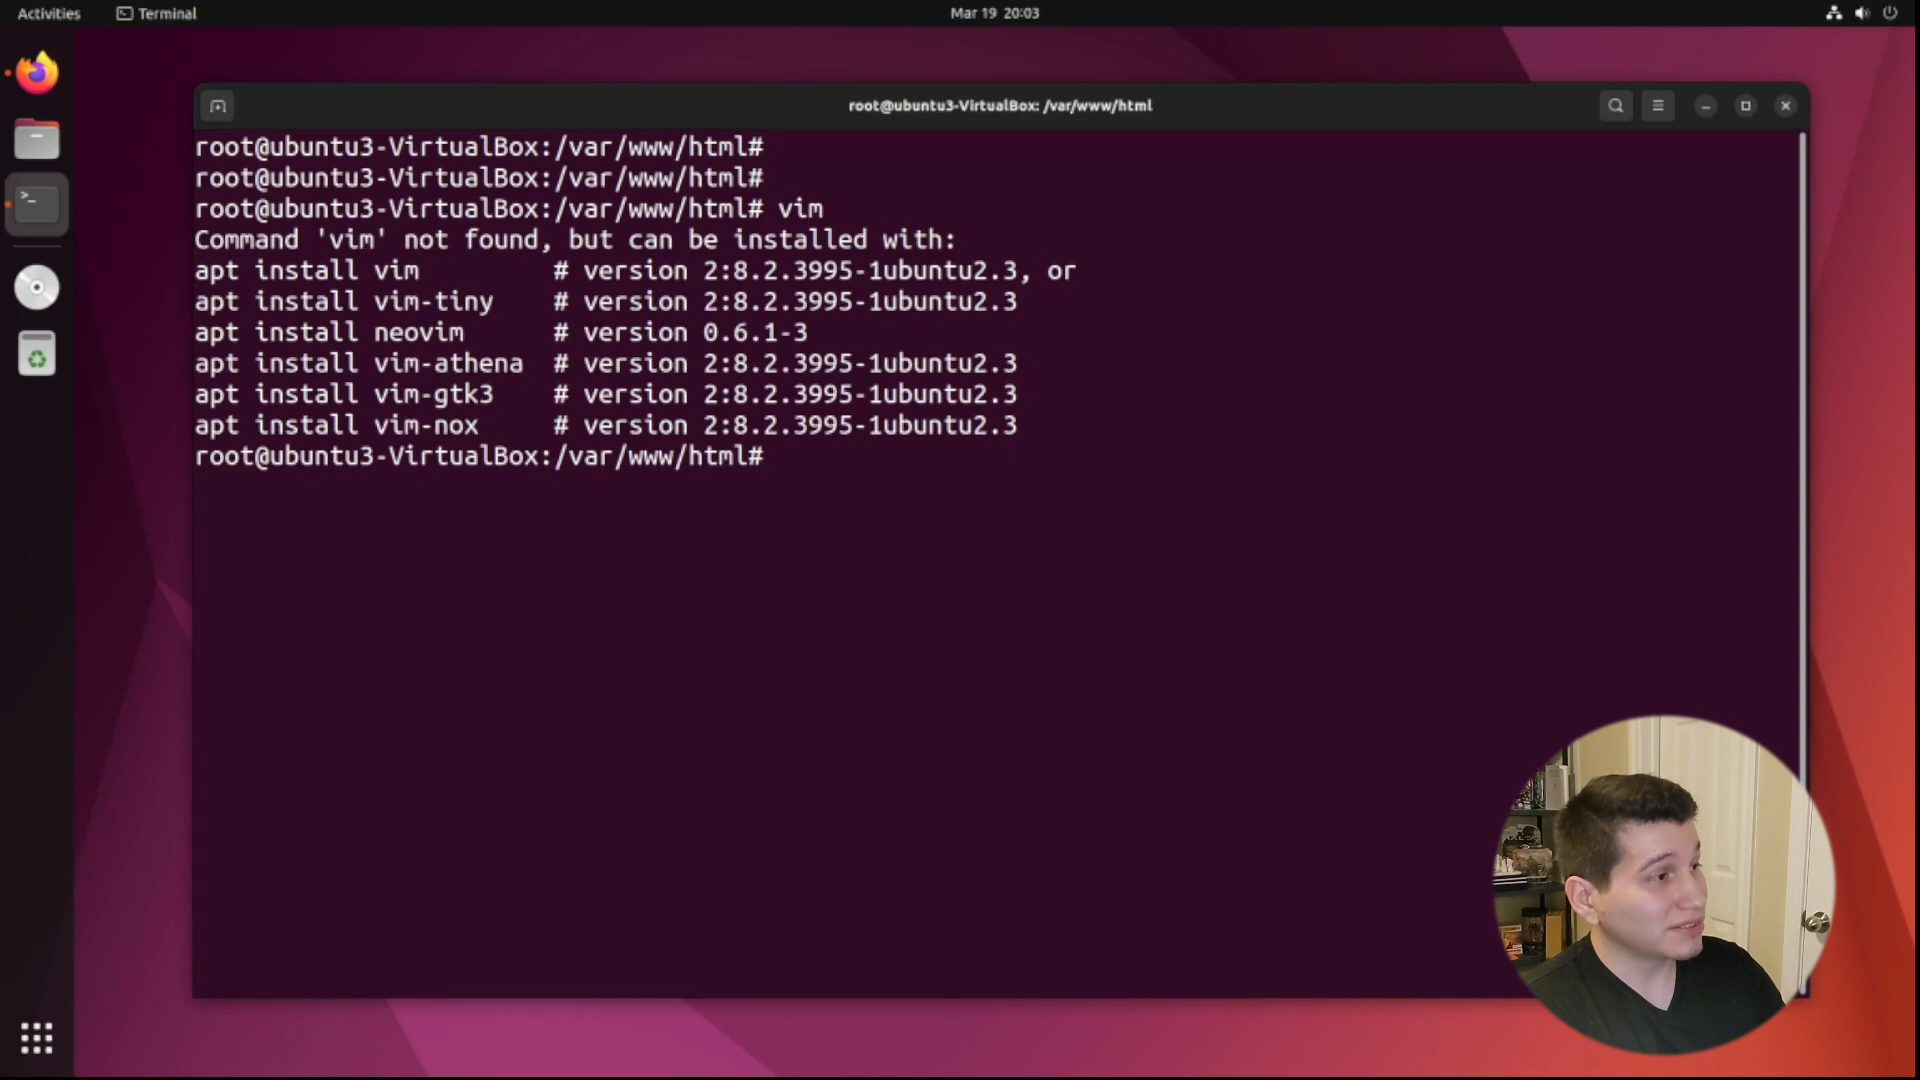 Activities Terminal Mar 19 20:03
root@ubuntu3-VirtualBox: /var/www/html
root@ubuntu3-VirtualBox:/var/www/html#
root@ubuntu3-VirtualBox:/var/www/html#
root@ubuntu3-VirtualBox:/var/www/html# vim
Command 'vim' not found, but can be installed with:
apt install vim         # version 2:8.2.3995-1ubuntu2.3, or
apt install vim-tiny    # version 2:8.2.3995-1ubuntu2.3
apt install neovim      # version 0.6.1-3
apt install vim-athena  # version 2:8.2.3995-1ubuntu2.3
apt install vim-gtk3    # version 2:8.2.3995-1ubuntu2.3
apt install vim-nox     # version 2:8.2.3995-1ubuntu2.3
root@ubuntu3-VirtualBox:/var/www/html#